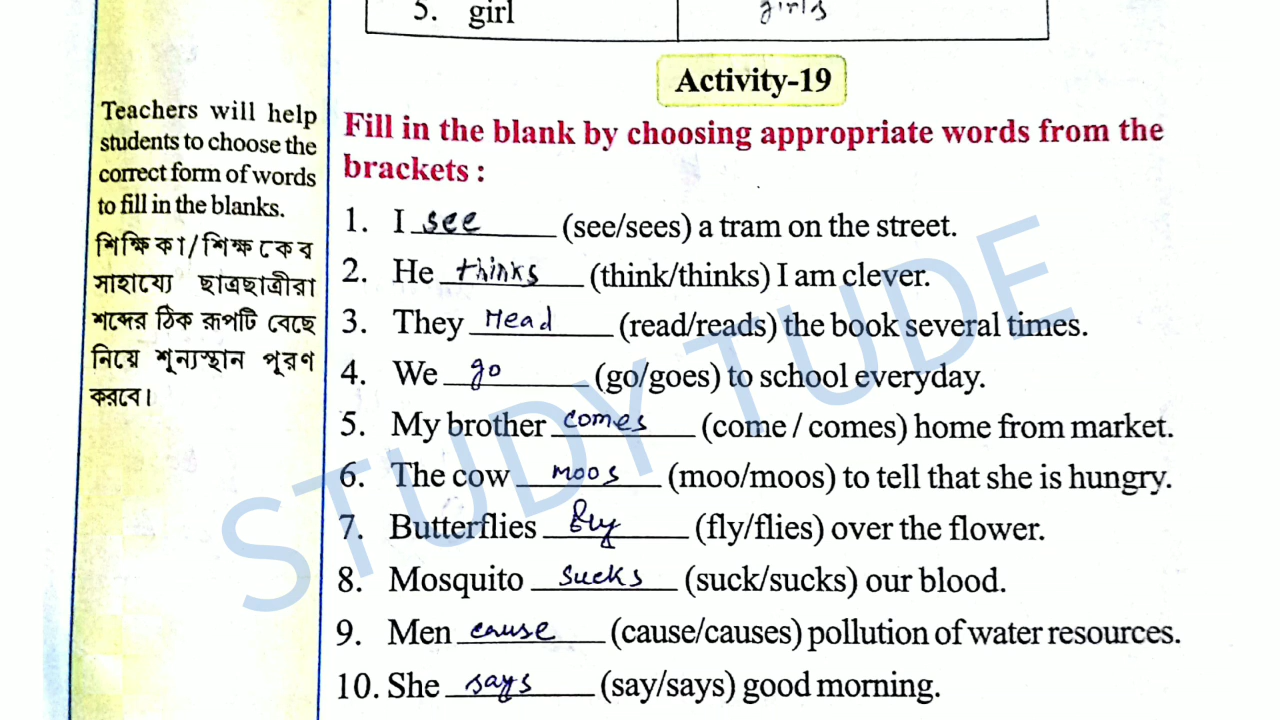 5. girl girls
Activity-19
Teachers will help
students to choose the
correct form of words
to fill in the blanks.
শিক্ষিকা/শিক্ষকের
সাহায্যে ছাত্রছাত্রীরা
শব্দের ঠিক রূপটি বেছে
নিয়ে শূন্যস্থান পূরণ
করবে।
Fill in the blank by choosing appropriate words from the
brackets :
1. I see (see/sees) a tram on the street.
2. He thinks (think/thinks) I am clever.
3. They read (read/reads) the book several times.
4. We go (go/goes) to school everyday.
5. My brother comes (come / comes) home from market.
6. The cow moos (moo/moos) to tell that she is hungry.
7. Butterflies fly (fly/flies) over the flower.
8. Mosquito sucks (suck/sucks) our blood.
9. Men cause (cause/causes) pollution of water resources.
10. She says (say/says) good morning.
STUDY TUDE